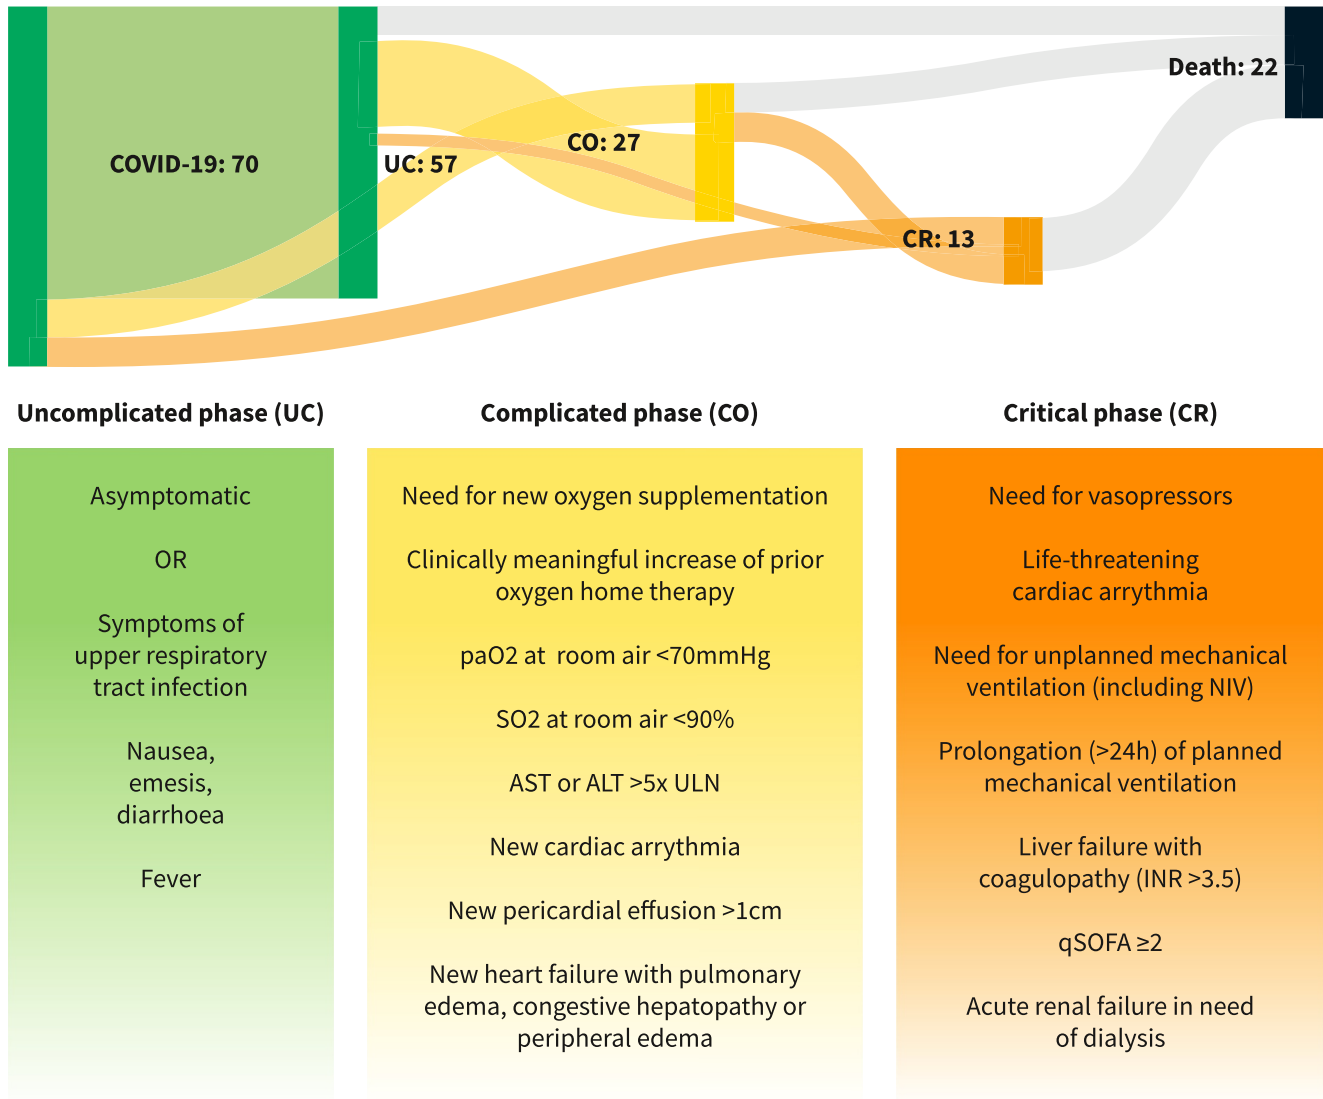 COVID-19: 70
UC: 57
CO: 27
CR: 13
Death: 22
Uncomplicated phase (UC)
Asymptomatic
OR
Symptoms of
upper respiratory
tract infection
Nausea,
emesis,
diarrhoea
Fever
Complicated phase (CO)
Need for new oxygen supplementation
Clinically meaningful increase of prior
oxygen home therapy
paO2 at room air <70mmHg
SO2 at room air <90%
AST or ALT >5x ULN
New cardiac arrythmia
New pericardial effusion >1cm
New heart failure with pulmonary
edema, congestive hepatopathy or
peripheral edema
Critical phase (CR)
Need for vasopressors
Life-threatening
cardiac arrythmia
Need for unplanned mechanical
ventilation (including NIV)
Prolongation (>24h) of planned
mechanical ventilation
Liver failure with
coagulopathy (INR >3.5)
qSOFA ≥2
Acute renal failure in need
of dialysis